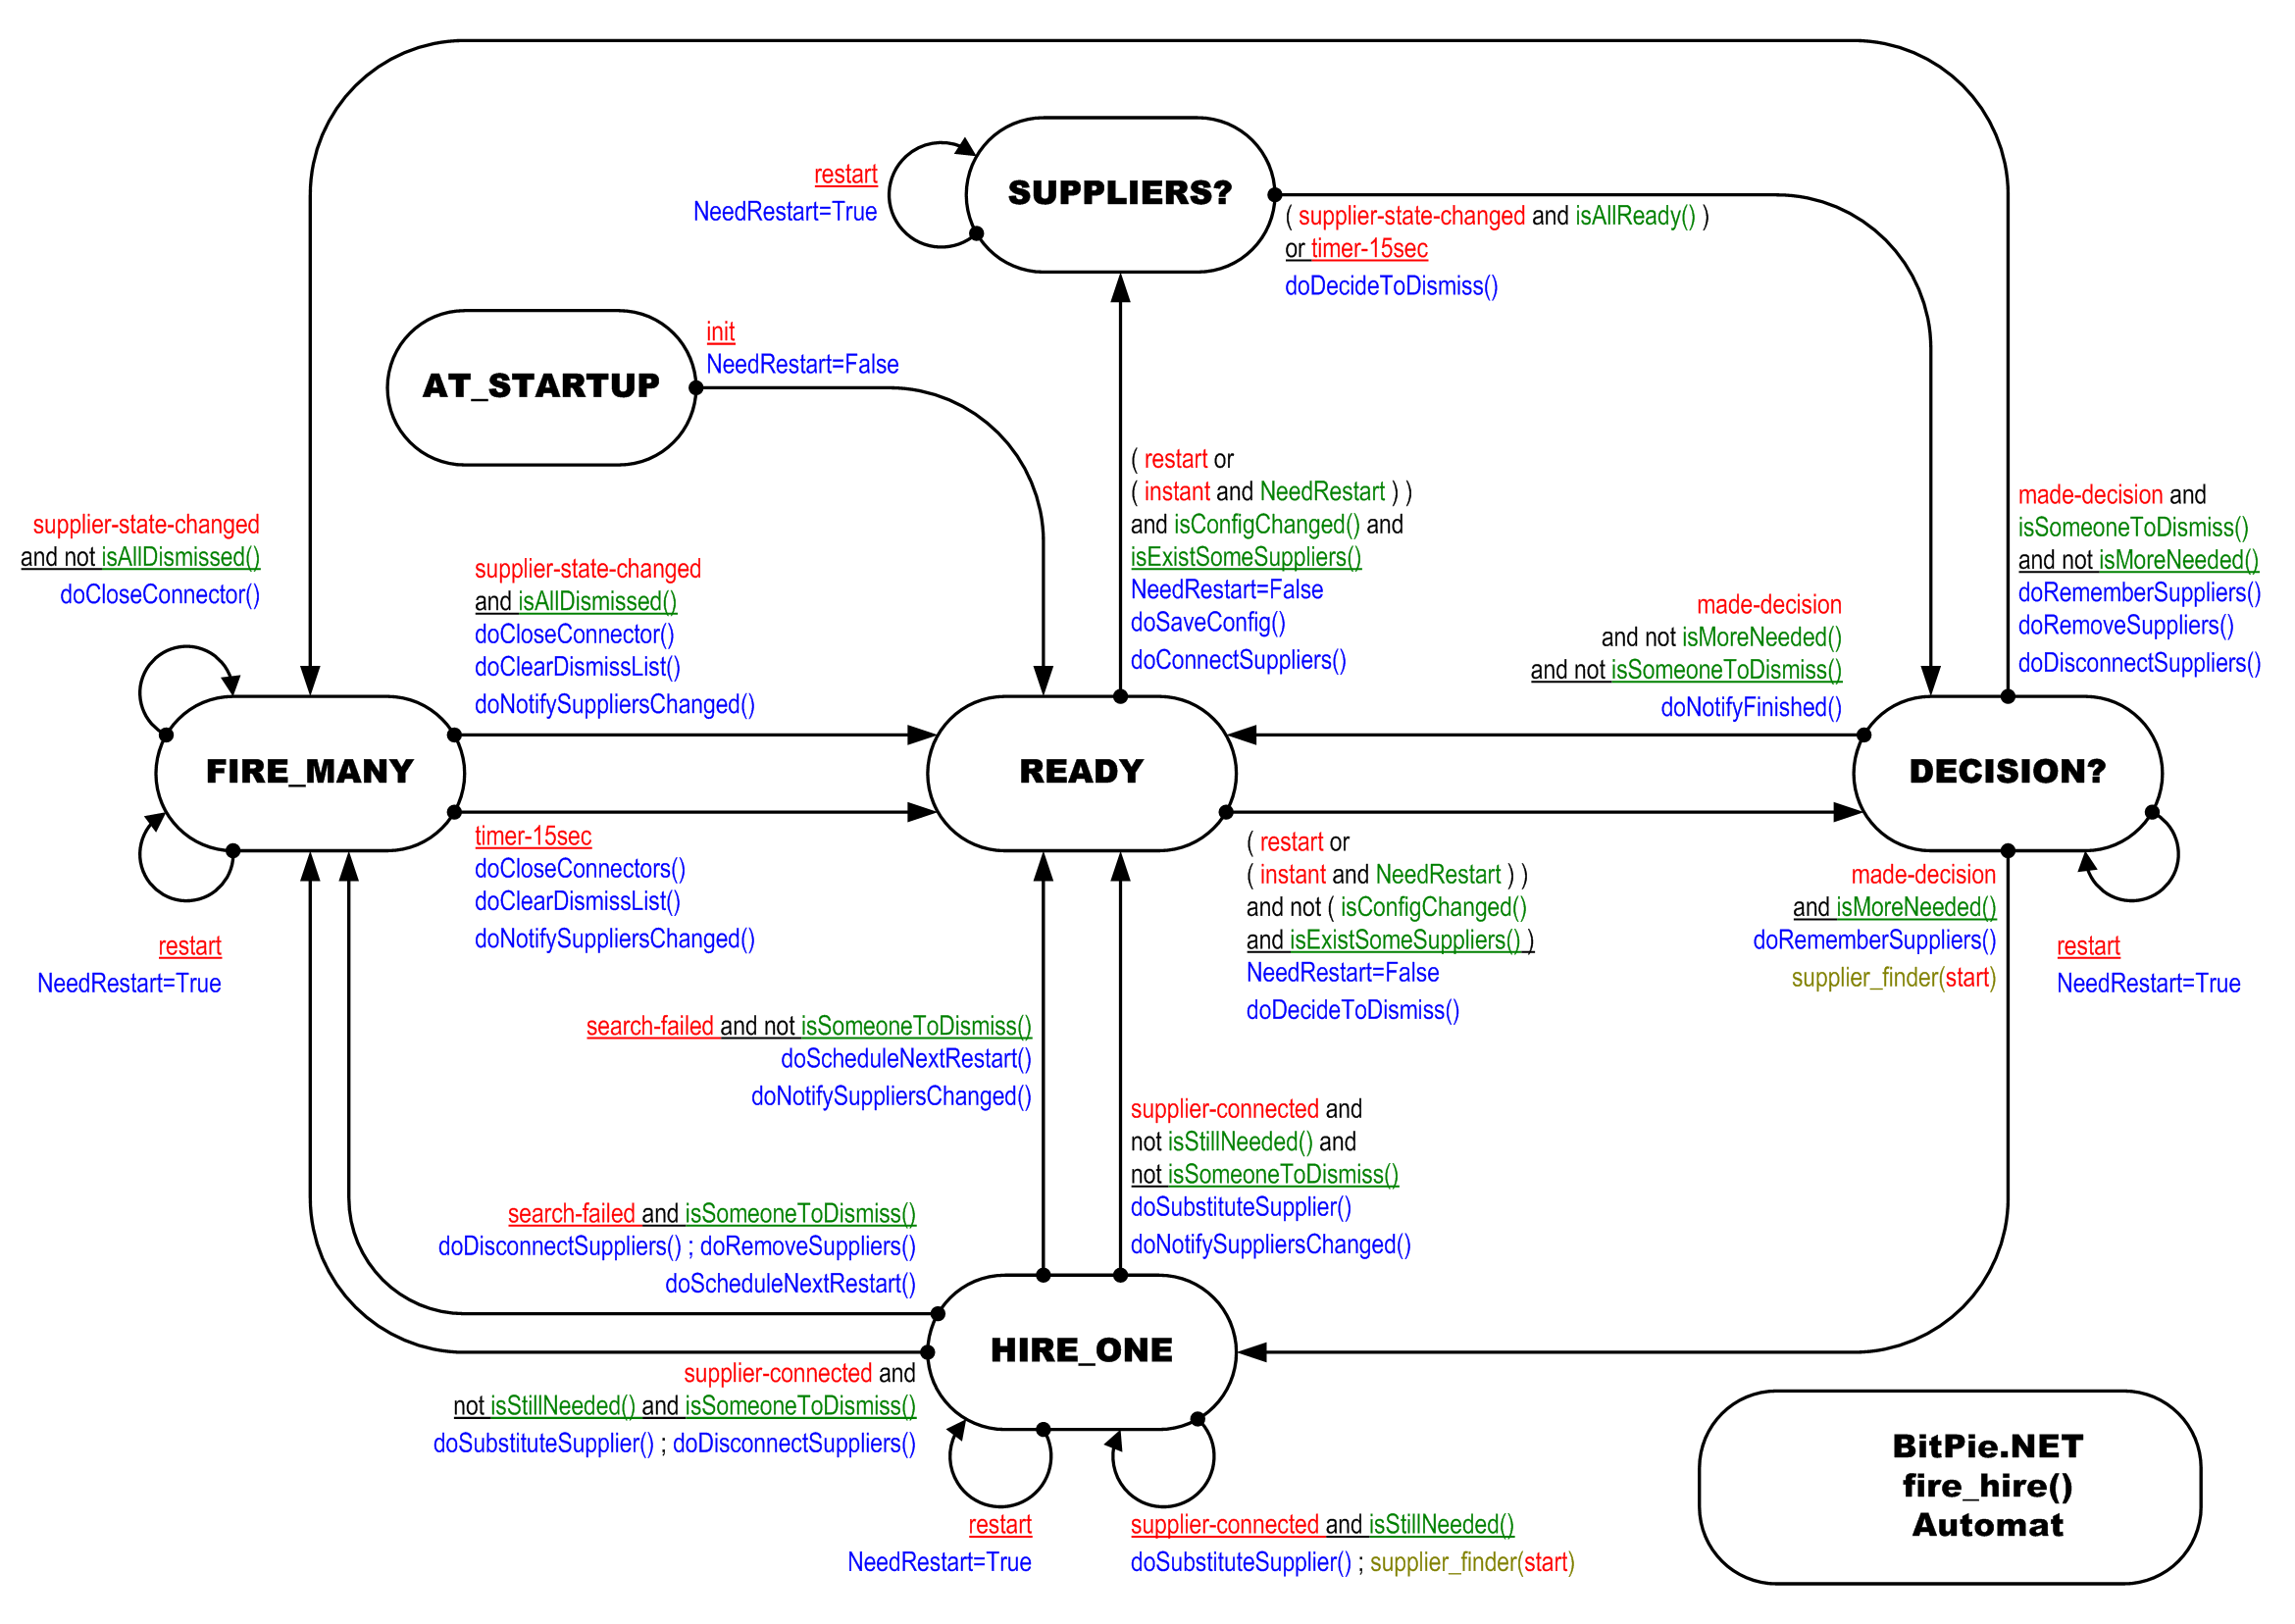 restart
NeedRestart=True
SUPPLIERS?
( supplier-state-changed and isAllReady() )
or timer-15sec
doDecideToDismiss()
init
NeedRestart=False
AT_STARTUP
( restart or
( instant and NeedRestart ) )
and isConfigChanged() and
isExistSomeSuppliers()
NeedRestart=False
doSaveConfig()
doConnectSuppliers()
made-decision and
isSomeoneToDismiss()
and not isMoreNeeded()
doRememberSuppliers()
doRemoveSuppliers()
doDisconnectSuppliers()
supplier-state-changed
and not isAllDismissed()
doCloseConnector()
supplier-state-changed
and isAllDismissed()
doCloseConnector()
doClearDismissList()
doNotifySuppliersChanged()
made-decision
and not isMoreNeeded()
and not isSomeoneToDismiss()
doNotifyFinished()
FIRE_MANY
READY
DECISION?
timer-15sec
doCloseConnectors()
doClearDismissList()
doNotifySuppliersChanged()
( restart or
( instant and NeedRestart ) )
and not ( isConfigChanged()
and isExistSomeSuppliers() )
NeedRestart=False
doDecideToDismiss()
made-decision
and isMoreNeeded()
doRememberSuppliers()
supplier_finder(start)
restart
NeedRestart=True
restart
NeedRestart=True
search-failed and not isSomeoneToDismiss()
doScheduleNextRestart()
doNotifySuppliersChanged()
supplier-connected and
not isStillNeeded() and
not isSomeoneToDismiss()
doSubstituteSupplier()
doNotifySuppliersChanged()
search-failed and isSomeoneToDismiss()
doDisconnectSuppliers() ; doRemoveSuppliers()
doScheduleNextRestart()
HIRE_ONE
supplier-connected and
not isStillNeeded() and isSomeoneToDismiss()
doSubstituteSupplier() ; doDisconnectSuppliers()
restart
NeedRestart=True
supplier-connected and isStillNeeded()
doSubstituteSupplier() ; supplier_finder(start)
BitPie.NET
fire_hire()
Automat